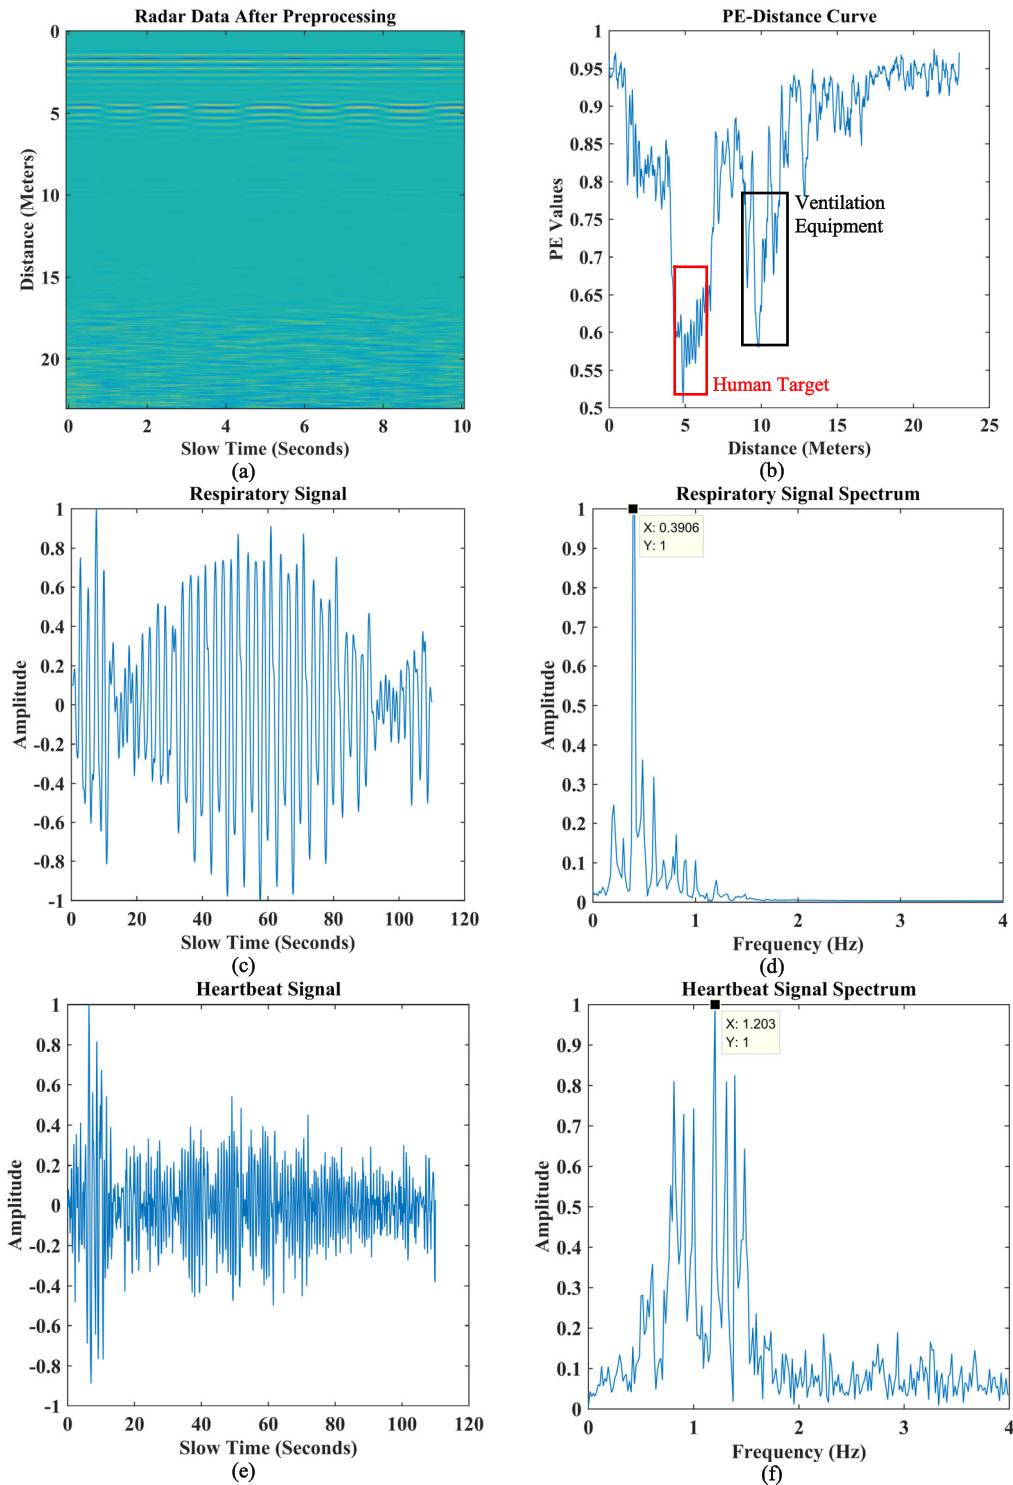 Radar Data After Preprocessing
0
5
10
15
20
Distance (Meters)
0 2 4 6 8 10
Slow Time (Seconds)
(a)
PE-Distance Curve
1
0.95
0.9
0.85
0.8
0.75
0.7
0.65
0.6
0.55
0.5
PE Values
Ventilation
Equipment
Human Target
0 5 10 15 20 25
Distance (Meters)
(b)
Respiratory Signal
1
0.8
0.6
0.4
0.2
0
-0.2
-0.4
-0.6
-0.8
-1
Amplitude
0 20 40 60 80 100 120
Slow Time (Seconds)
(c)
Respiratory Signal Spectrum
X: 0.3906
Y: 1
1
0.9
0.8
0.7
0.6
0.5
0.4
0.3
0.2
0.1
0
Amplitude
0 1 2 3 4
Frequency (Hz)
(d)
Heartbeat Signal
1
0.8
0.6
0.4
0.2
0
-0.2
-0.4
-0.6
-0.8
-1
Amplitude
0 20 40 60 80 100 120
Slow Time (Seconds)
(e)
Heartbeat Signal Spectrum
X: 1.203
Y: 1
1
0.9
0.8
0.7
0.6
0.5
0.4
0.3
0.2
0.1
0
Amplitude
0 1 2 3 4
Frequency (Hz)
(f)